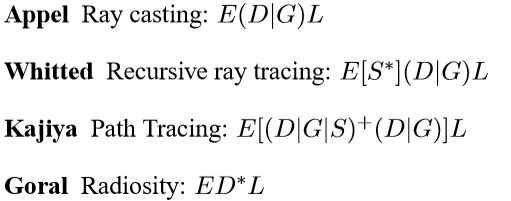 Appel Ray casting: E(D|G)L
Whitted Recursive ray tracing: E[S*](D|G)L
Kajiya Path Tracing: E[(D|G|S)⁺(D|G)]L
Goral Radiosity: ED*L